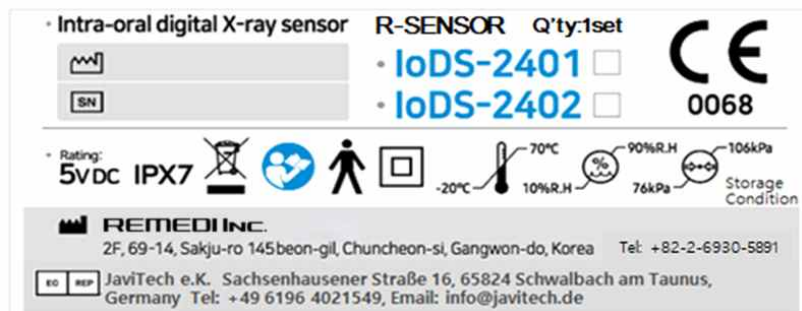 · Intra-oral digital X-ray sensor R-SENSOR Q'ty:1set
· IoDS-2401
SN
· IoDS-2402
CE
0068
· Rating:
5V DC IPX7
-20°C 70°C
10%R.H % 90%R.H
76kPa 106kPa
Storage
Condition
REMEDI INC.
2F, 69-14, Sakju-ro 145beon-gil, Chuncheon-si, Gangwon-do, Korea Tel: +82-2-6930-5891
EC REP
JaviTech e.K. Sachsenhausener Straße 16, 65824 Schwalbach am Taunus,
Germany Tel: +49 6196 4021549, Email: info@javitech.de